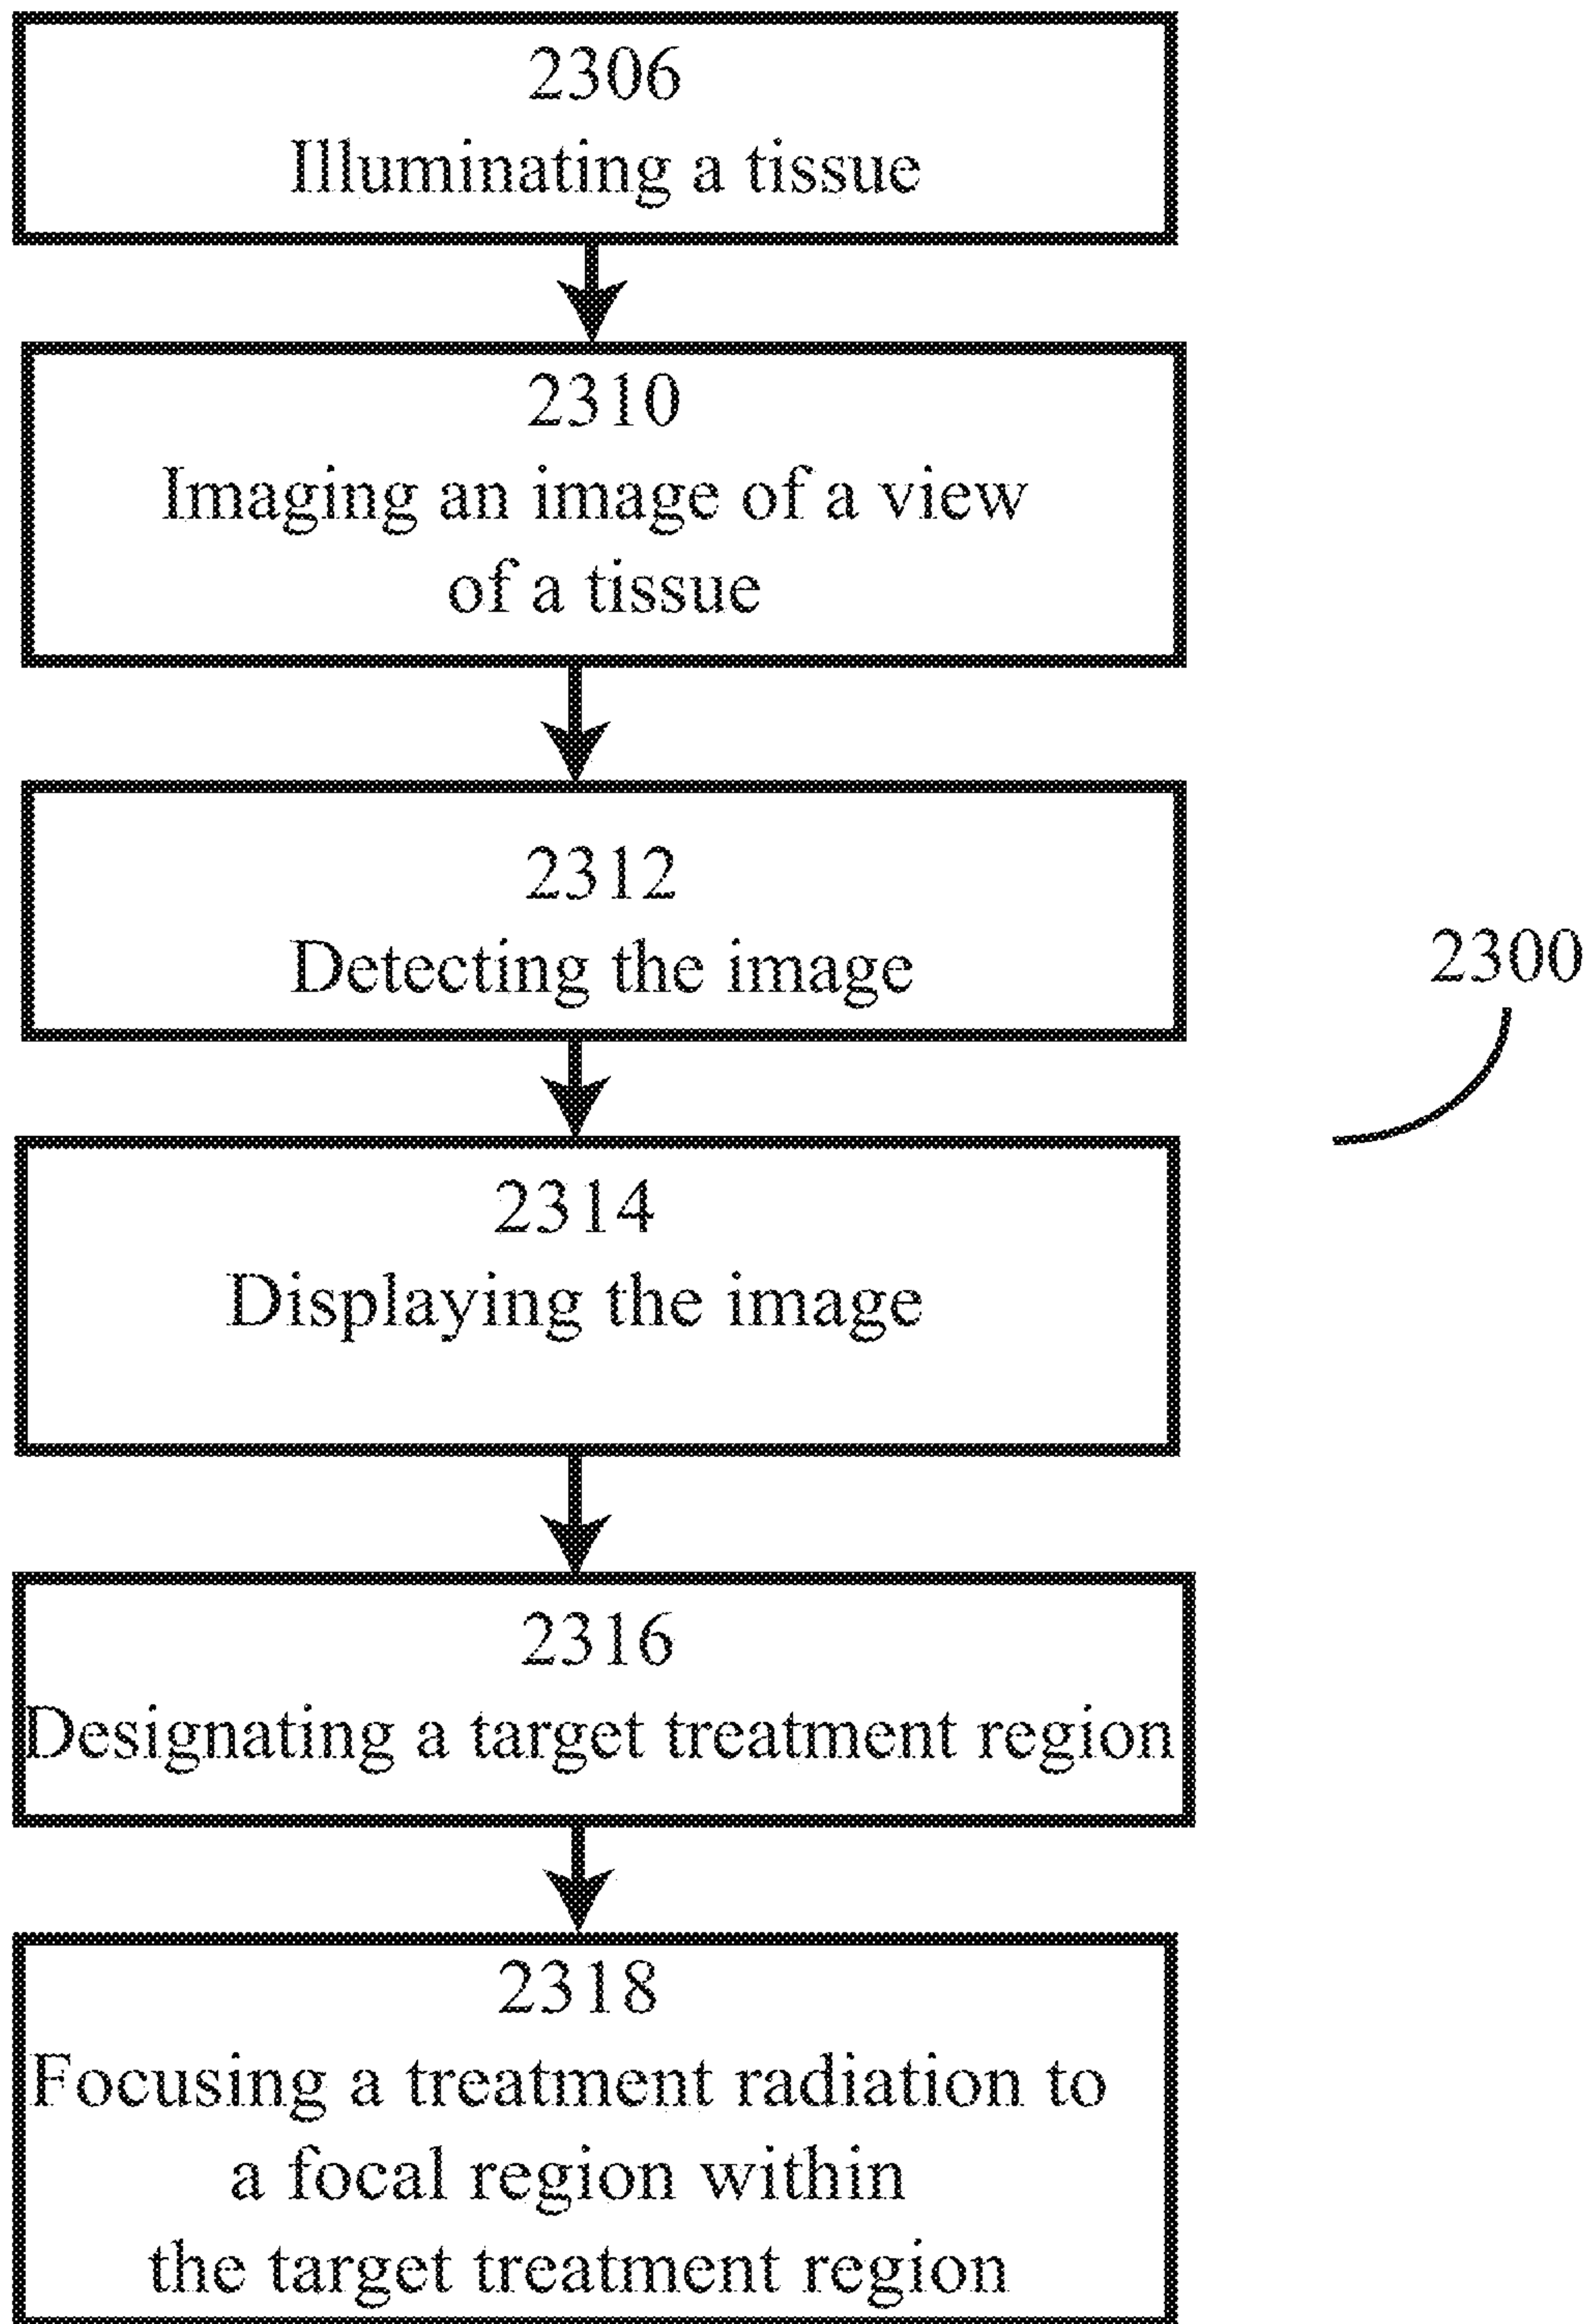 2306
Illuminating a tissue
2310
Imaging an image of a view
of a tissue
2312
Detecting the image
2300
2314
Displaying the image
2316
Designating a target treatment region
2318
Focusing a treatment radiation to
a focal region within
the target treatment region